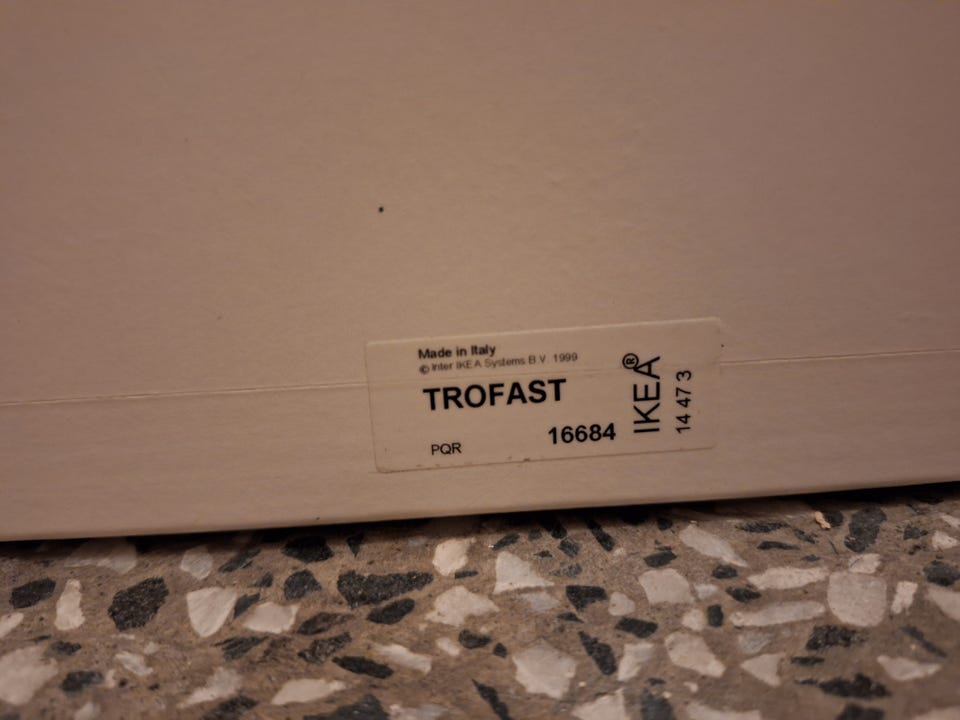 Made in Italy
© Inter IKEA Systems B.V. 1999
TROFAST
PQR
16684
IKEA®
14 47 3